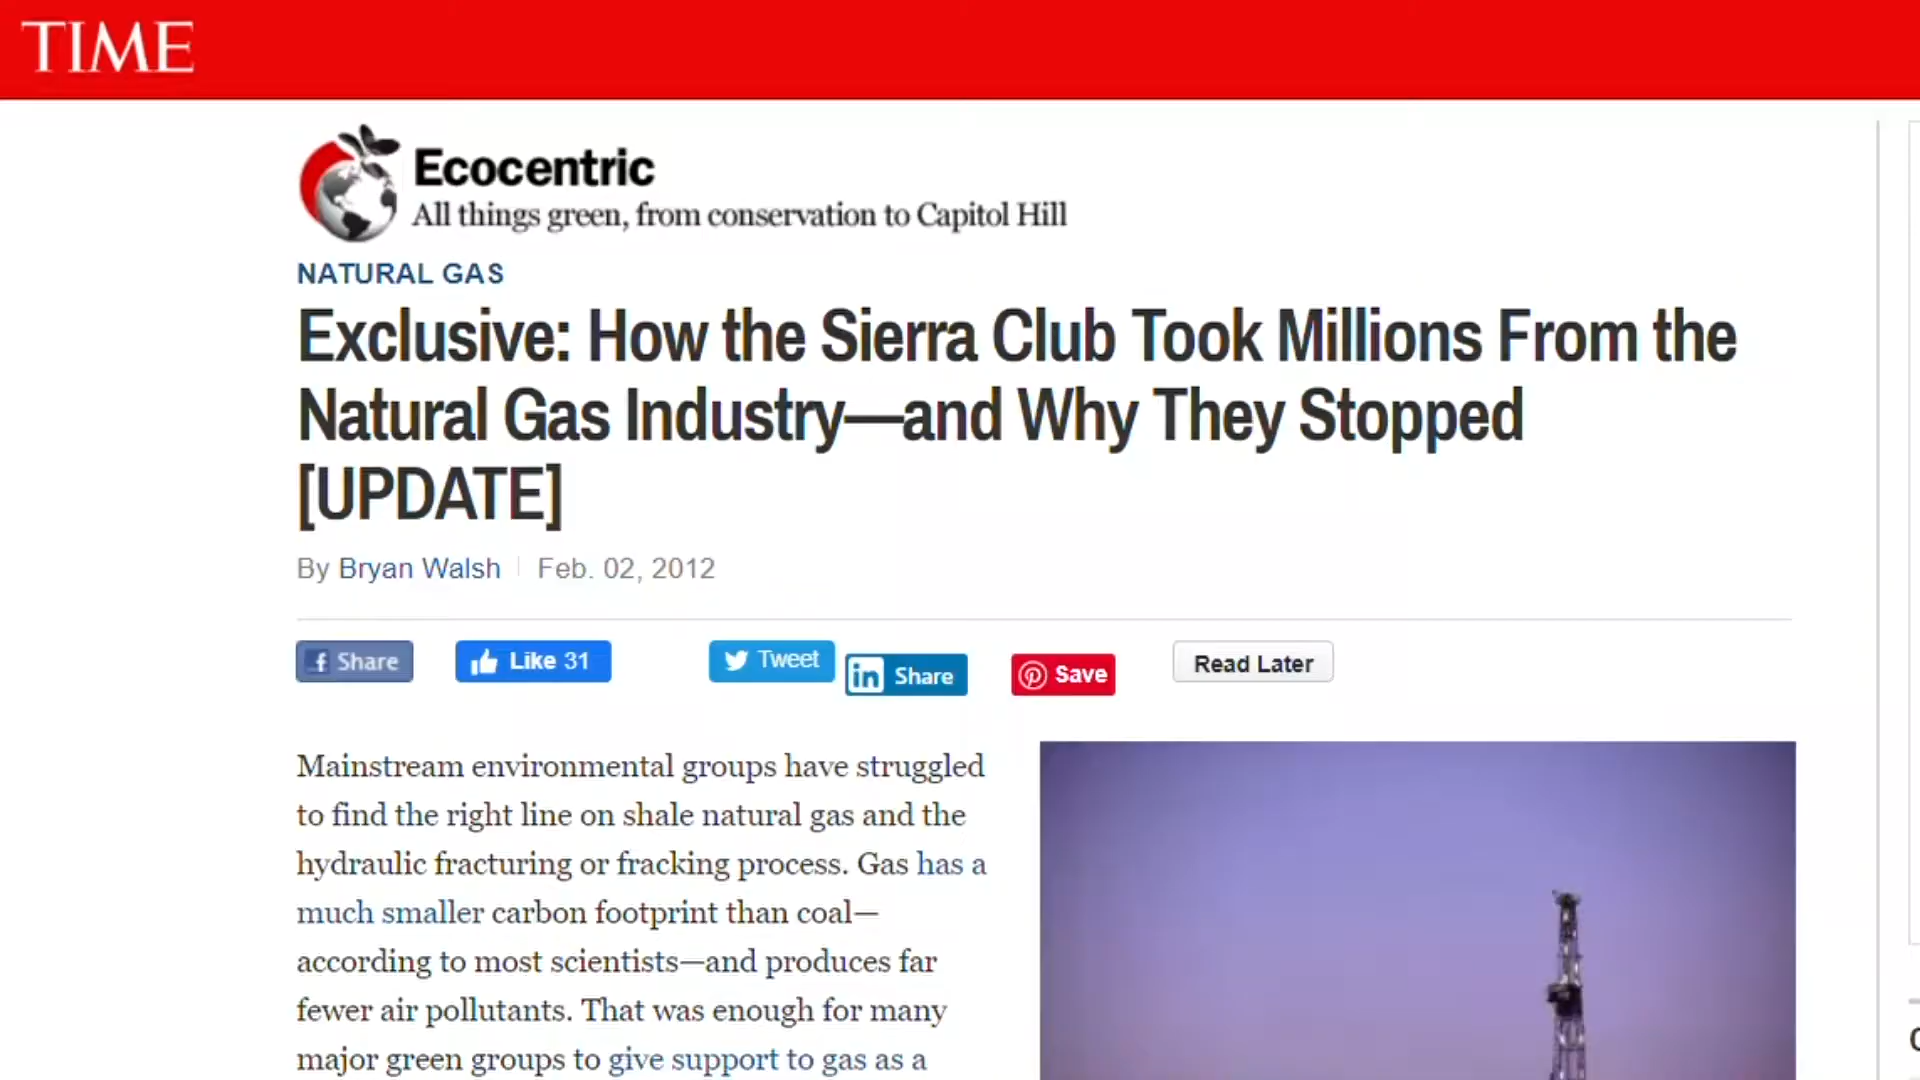 TIME
Ecocentric
All things green, from conservation to Capitol Hill
NATURAL GAS
Exclusive: How the Sierra Club Took Millions From the
Natural Gas Industry—and Why They Stopped
[UPDATE]
By Bryan Walsh | Feb. 02, 2012
Share
Like 31
Tweet
Share
Save
Read Later
Mainstream environmental groups have struggled
to find the right line on shale natural gas and the
hydraulic fracturing or fracking process. Gas has a
much smaller carbon footprint than coal—
according to most scientists—and produces far
fewer air pollutants. That was enough for many
major green groups to give support to gas as a